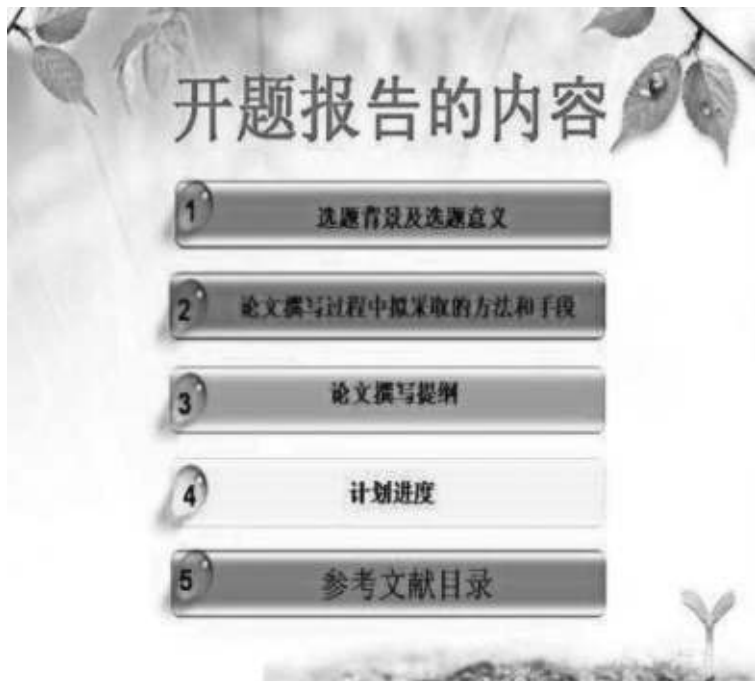 开题报告的内容
1 选题背景及选题意义
2 论文撰写过程中拟采取的方法和手段
3 论文撰写提纲
4 计划进度
5 参考文献目录